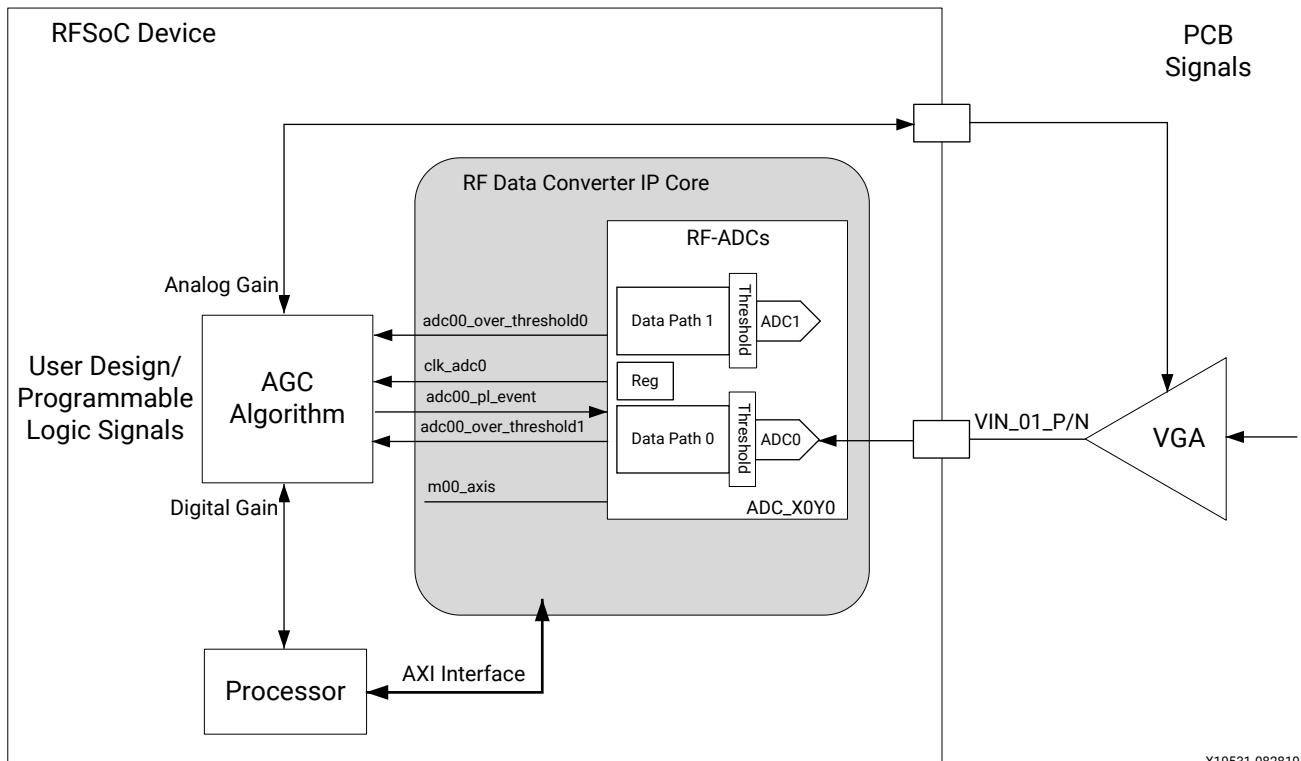 RFSoC Device
PCB
Signals
RF Data Converter IP Core
RF-ADCs
Analog Gain
adc00_over_threshold0
Data Path 1
Threshold
ADC1
User Design/
Programmable
Logic Signals
AGC
Algorithm
clk_adc0
Reg
adc00_pl_event
adc00_over_threshold1
Data Path 0
Threshold
ADC0
VIN_01_P/N
VGA
m00_axis
ADC_X0Y0
Digital Gain
Processor
AXI Interface